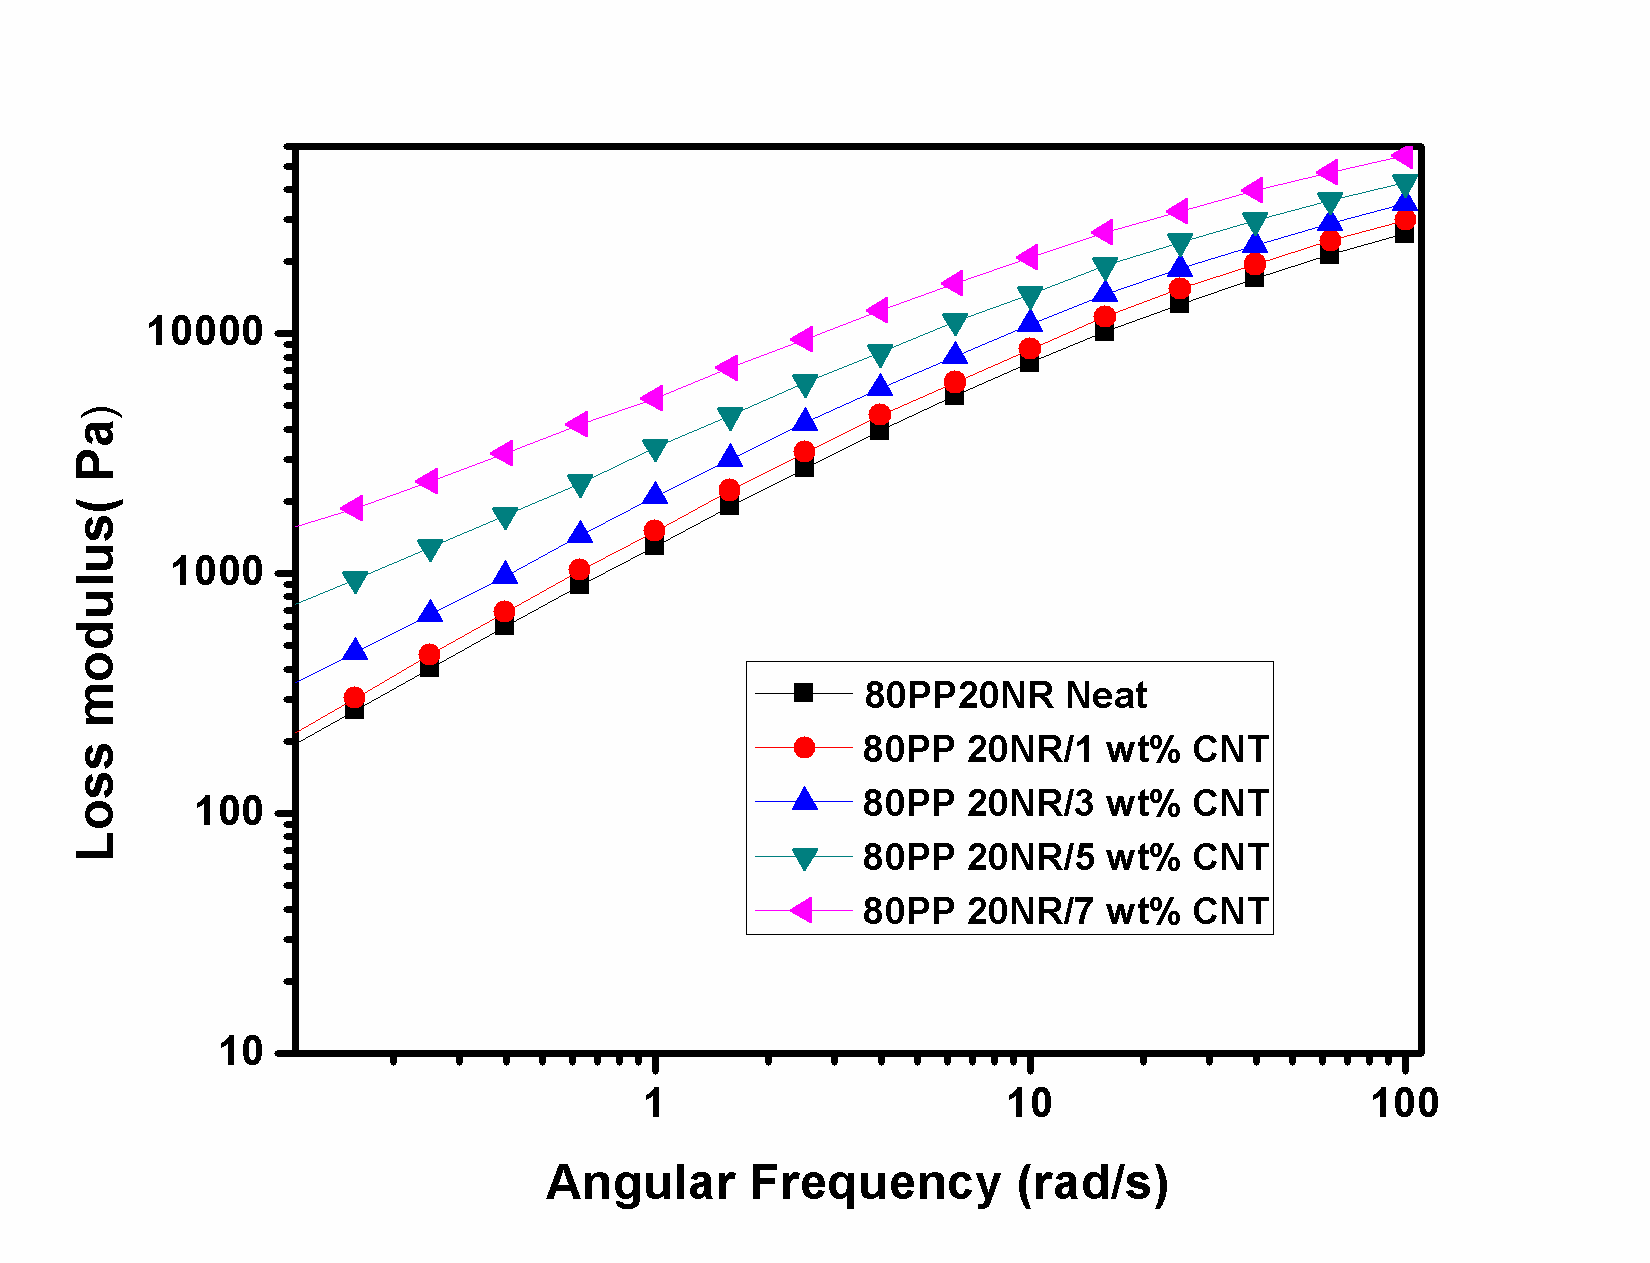 10000
1000
100
10
Loss modulus( Pa)
80PP20NR Neat
80PP 20NR/1 wt% CNT
80PP 20NR/3 wt% CNT
80PP 20NR/5 wt% CNT
80PP 20NR/7 wt% CNT
1
10
100
Angular Frequency (rad/s)